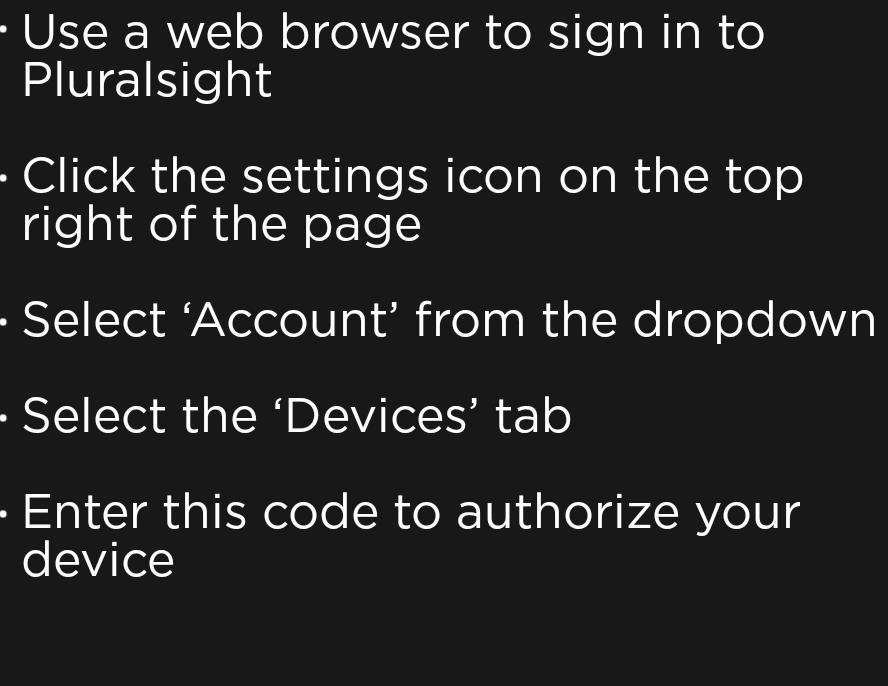 • Use a web browser to sign in to
Pluralsight
• Click the settings icon on the top
right of the page
• Select ‘Account’ from the dropdown
• Select the ‘Devices’ tab
• Enter this code to authorize your
device